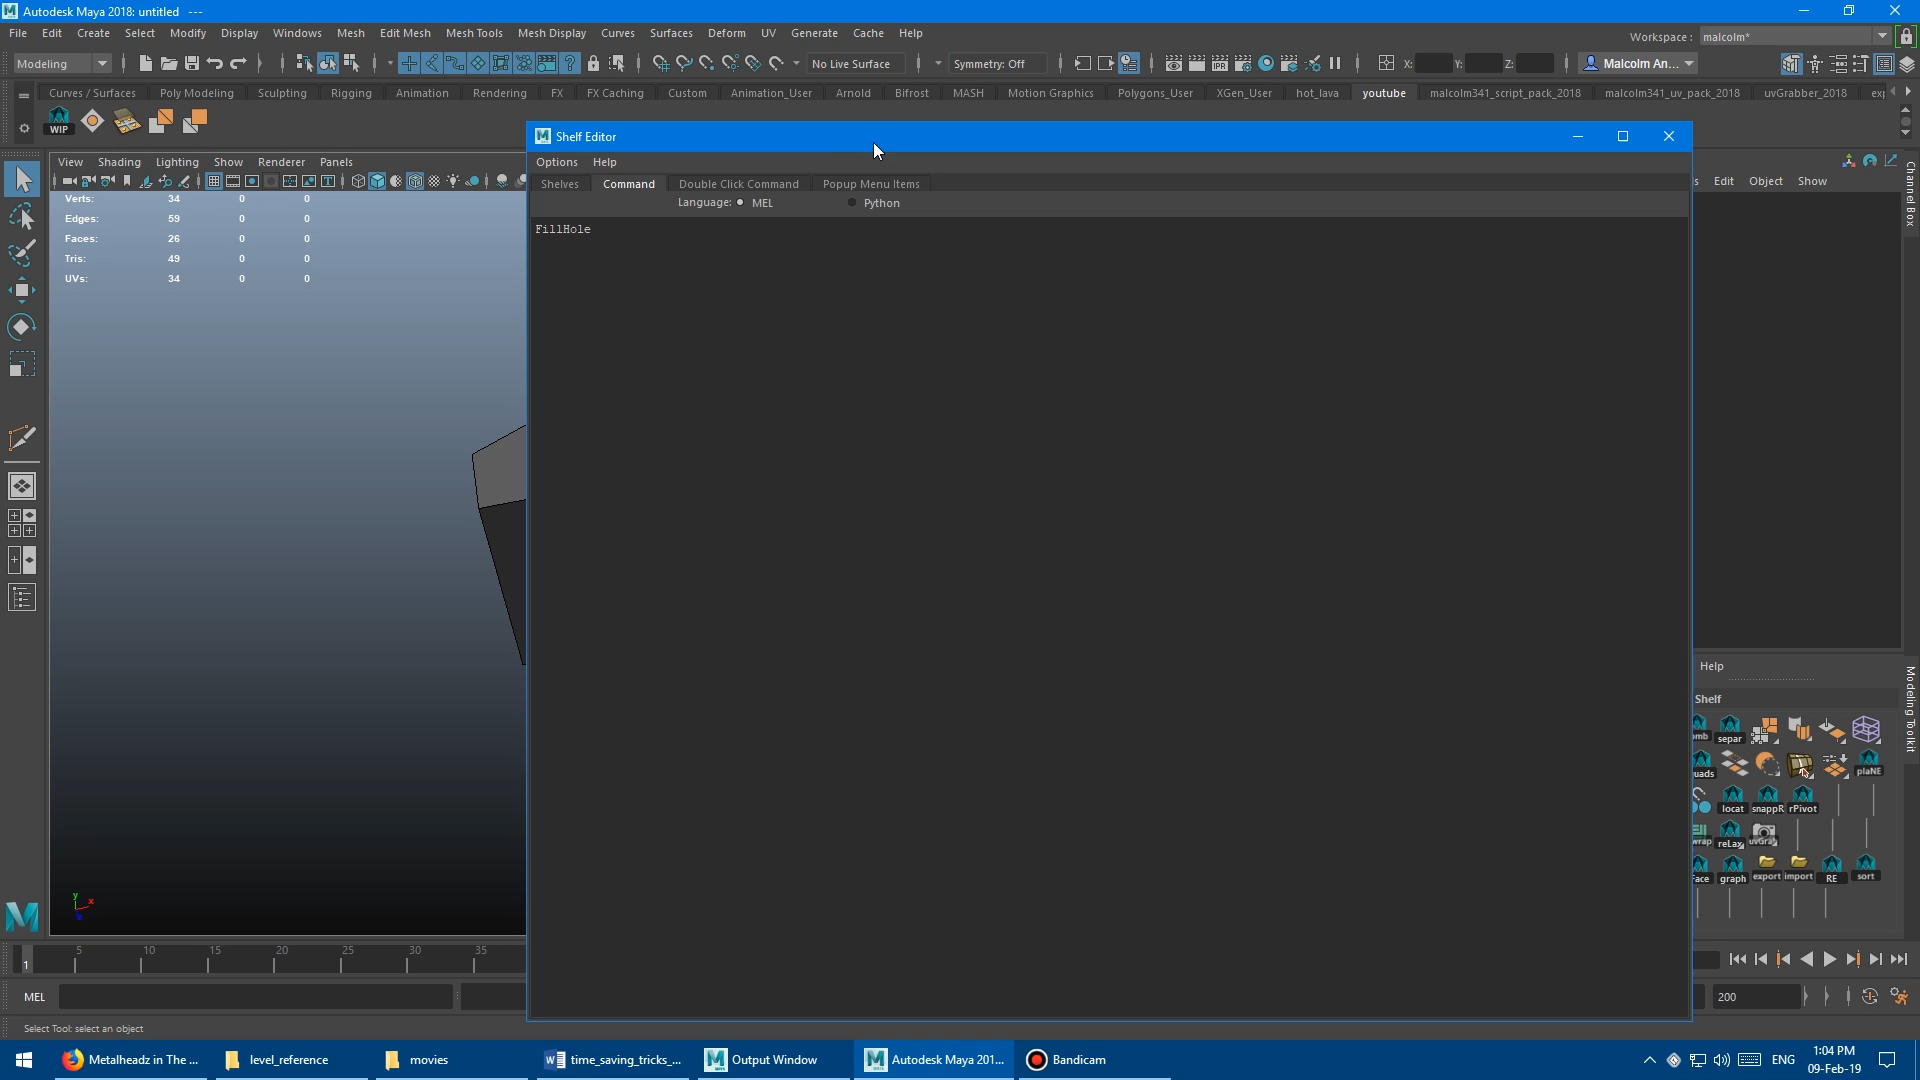 Autodesk Maya 2018: untitled ---
File Edit Create Select Modify Display Windows Mesh Edit Mesh Mesh Tools Mesh Display Curves Surfaces Deform UV Generate Cache Help
Workspace : malcolm*
Modeling
No Live Surface
Symmetry: Off
X: Y: Z:
Malcolm An...
Curves / Surfaces Poly Modeling Sculpting Rigging Animation Rendering FX FX Caching Custom Animation_User Arnold Bifrost MASH Motion Graphics Polygons_User XGen_User hot_lava youtube malcolm341_script_pack_2018 malcolm341_uv_pack_2018 uvGrabber_2018
WIP
Shelf Editor
Options Help
Shelves Command Double Click Command Popup Menu Items
Language: MEL Python
FillHole
View Shading Lighting Show Renderer Panels
Verts: 34 0 0
Edges: 59 0 0
Faces: 26 0 0
Tris: 49 0 0
UVs: 34 0 0
y
x
Edit Object Show
Channel Box
Modeling Toolkit
Help
Shelf
separ
plaNE
locat snappR rPivot
reLax
graph export import RE sort
1 5 10 15 20 25 30 35
200
MEL
Select Tool: select an object
Metalheadz in The ...
level_reference
movies
time_saving_tricks_...
Output Window
Autodesk Maya 201...
Bandicam
ENG
1:04 PM
09-Feb-19